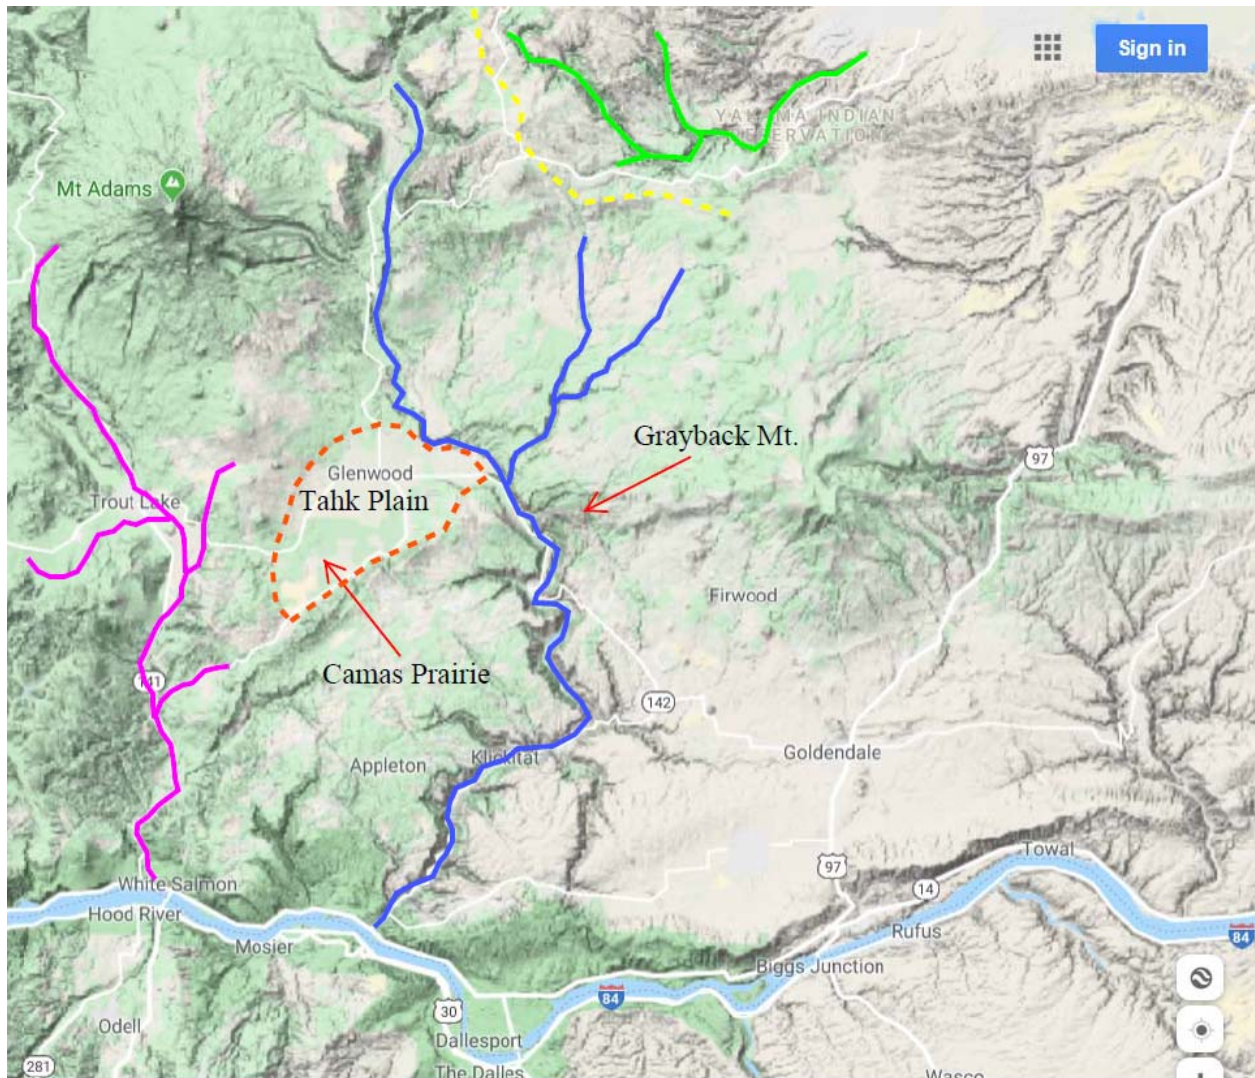 Sign in
YAKIMA INDIAN
RESERVATION
Mt Adams
Grayback Mt.
97
Glenwood
Trout Lake
Tahk Plain
Firwood
Camas Prairie
141
142
Goldendale
Klickitat
Appleton
Towal
97
White Salmon
14
Hood River
Rufus
84
Mosier
Biggs Junction
84
30
Odell
Dallesport
281
The Dalles
Wasco